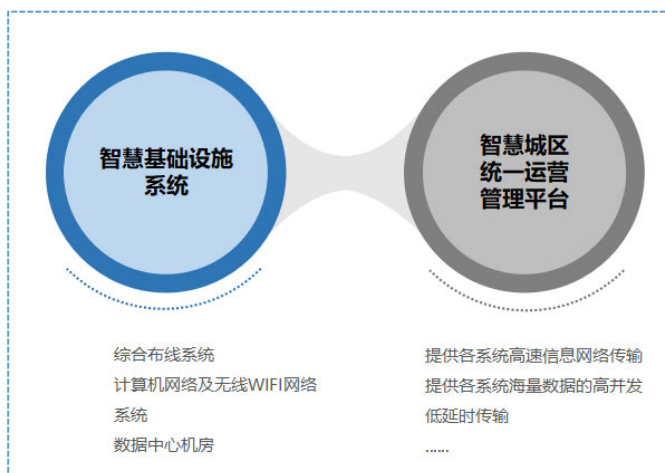 智慧基础设施
系统
智慧城区
统一运营
管理平台
综合布线系统
计算机网络及无线WIFI网络
系统
数据中心机房
提供各系统高速信息网络传输
提供各系统海量数据的高并发
低延时传输
......